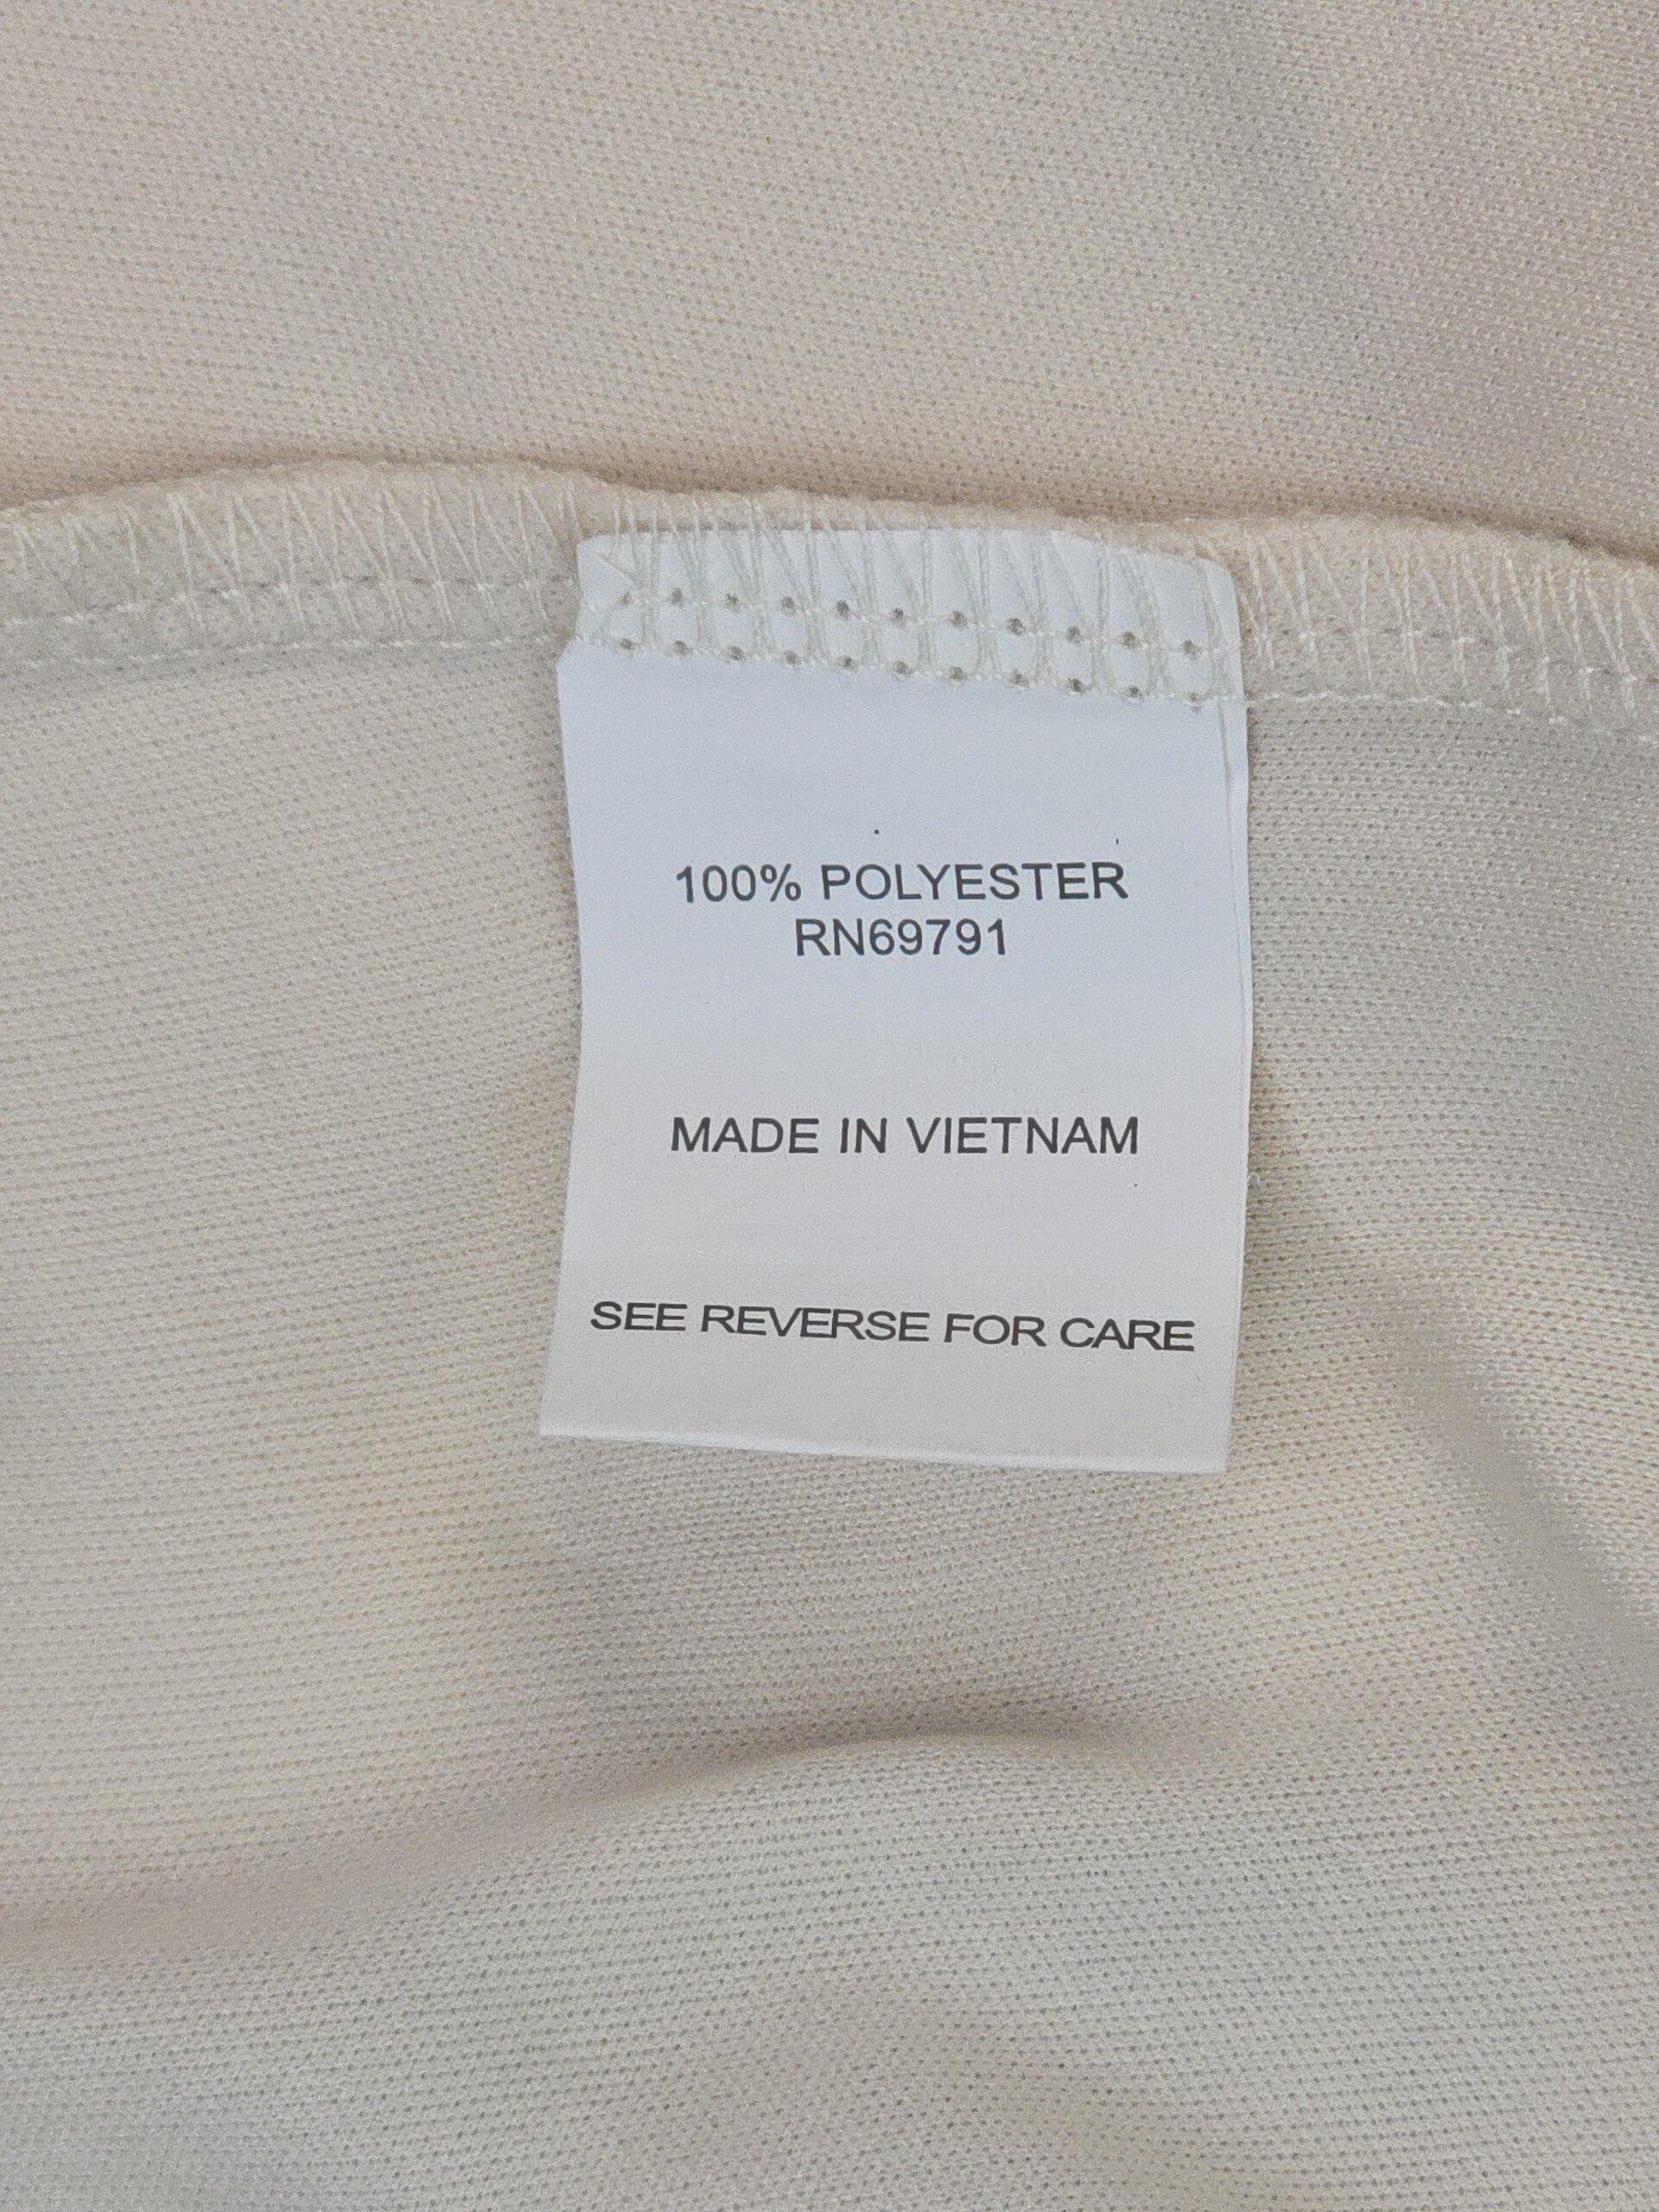 100% POLYESTER
RN69791
MADE IN VIETNAM
SEE REVERSE FOR CARE